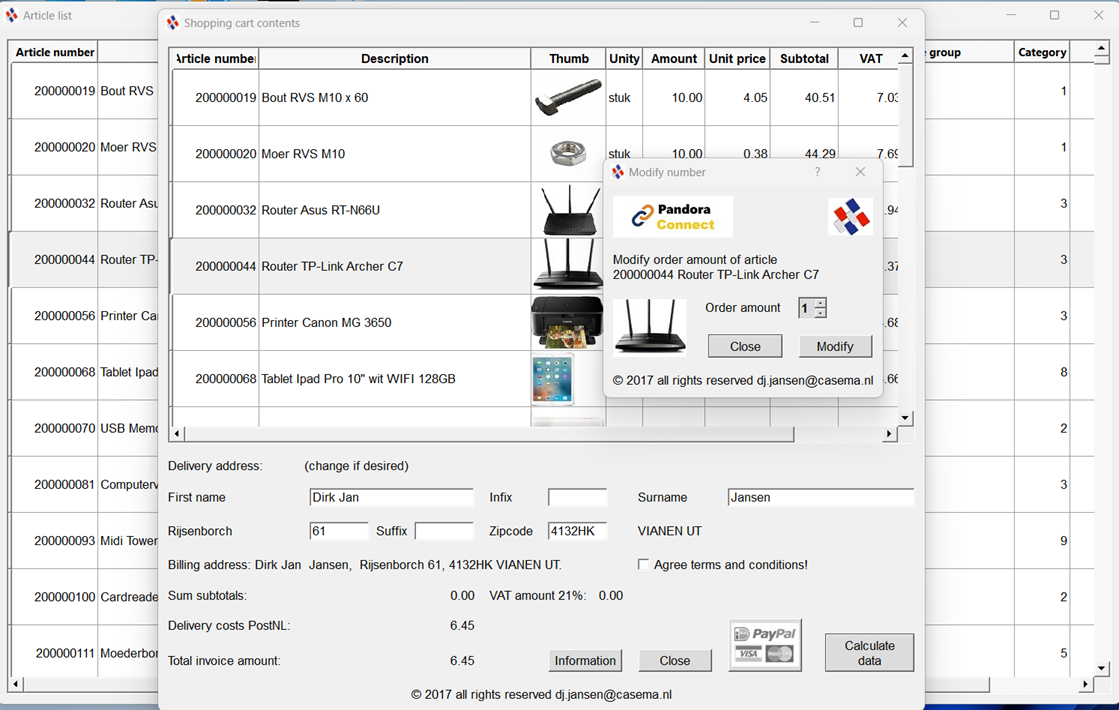 Article list
Shopping cart contents
Article number
group
Category
Article number Description Thumb Unity Amount Unit price Subtotal VAT
200000019 Bout RVS M10 x 60 stuk 10.00 4.05 40.51 7.03
200000020 Moer RVS M10 stuk 10.00 0.38 44.29 7.69
200000032 Router Asus RT-N66U .94
200000044 Router TP-Link Archer C7 .37
200000056 Printer Canon MG 3650 .68
200000068 Tablet Ipad Pro 10" wit WIFI 128GB .66
200000019 Bout RVS 1
200000020 Moer RVS 1
200000032 Router Asu 3
200000044 Router TP- 3
200000056 Printer Ca 3
200000068 Tablet Ipad 8
200000070 USB Memo 2
200000081 Computerv 3
200000093 Midi Tower 9
200000100 Cardreade 2
200000111 Moederbor 5
Modify number
?
Pandora
Connect
Modify order amount of article
200000044 Router TP-Link Archer C7
Order amount 1
Close Modify
© 2017 all rights reserved dj.jansen@casema.nl
Delivery address: (change if desired)
First name Dirk Jan Infix Surname Jansen
Rijsenborch 61 Suffix Zipcode 4132HK VIANEN UT
Billing address: Dirk Jan Jansen, Rijsenborch 61, 4132HK VIANEN UT. Agree terms and conditions!
Sum subtotals: 0.00 VAT amount 21%: 0.00
Delivery costs PostNL: 6.45
Total invoice amount: 6.45
Information Close
iDEAL PayPal
VISA MasterCard
Calculate
data
© 2017 all rights reserved dj.jansen@casema.nl